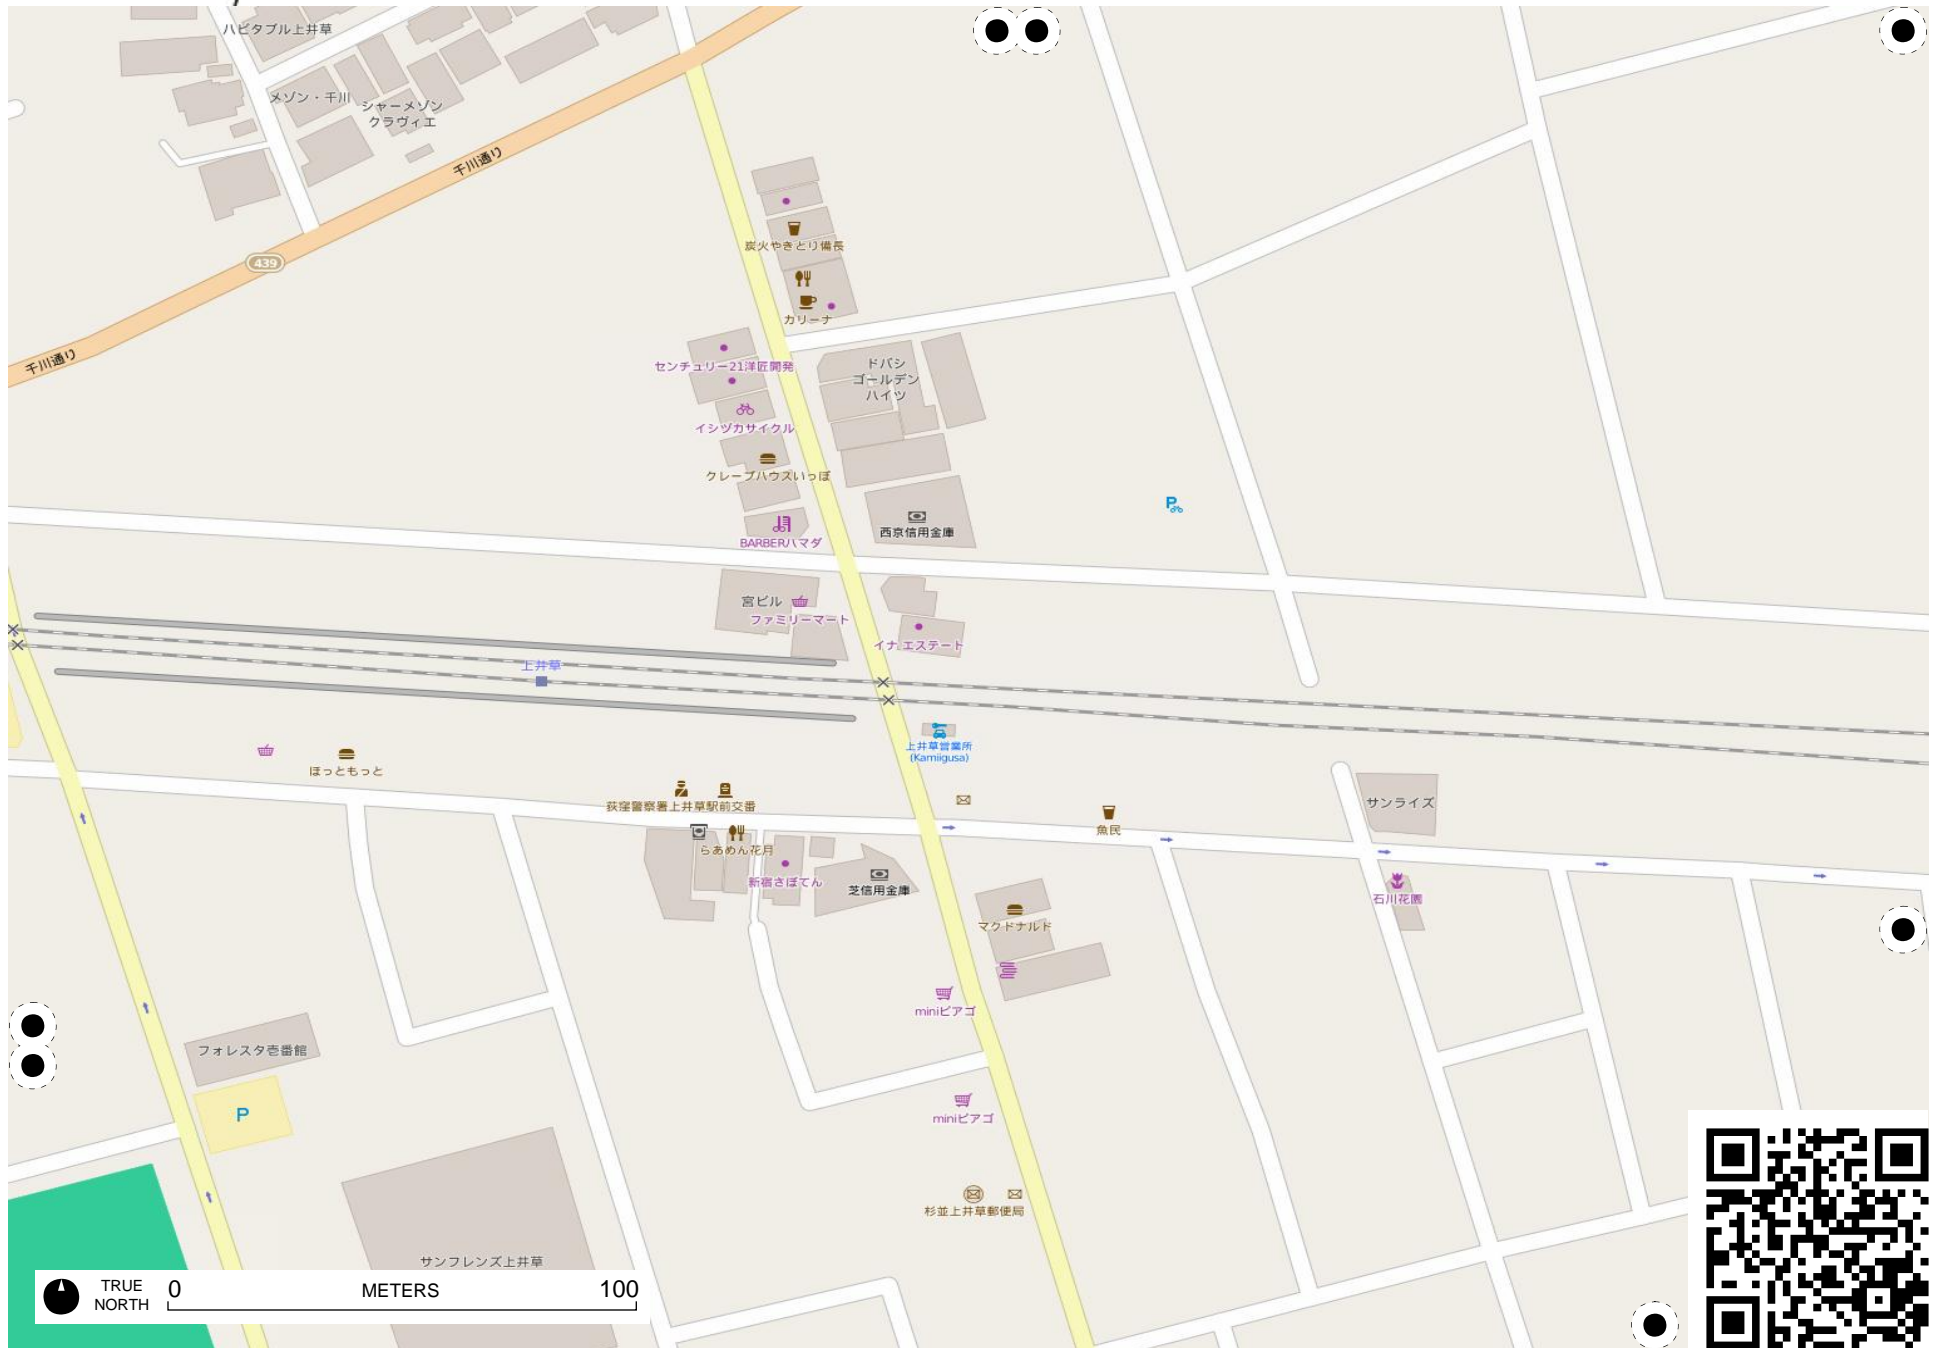 ハビタブル上井草
メゾン・千川
シャーメゾン
クラヴィエ
千川通り
439
千川通り
炭火やきとり備長
カリーナ
センチュリー21洋匠開発
ドバシ
ゴールデン
ハイツ
イシヅカサイクル
クレープハウスいっぽ
P
西京信用金庫
BARBERハマダ
宮ビル
ファミリーマート
イナ エステート
上井草
上井草営業所
(Kamiigusa)
ほっともっと
荻窪警察署上井草駅前交番
サンライズ
魚民
らあめん花月
新宿さぼてん
芝信用金庫
石川花園
マクドナルド
miniピアゴ
フォレスタ壱番館
P
miniピアゴ
杉並上井草郵便局
サンフレンズ上井草
TRUE
NORTH
0 METERS 100